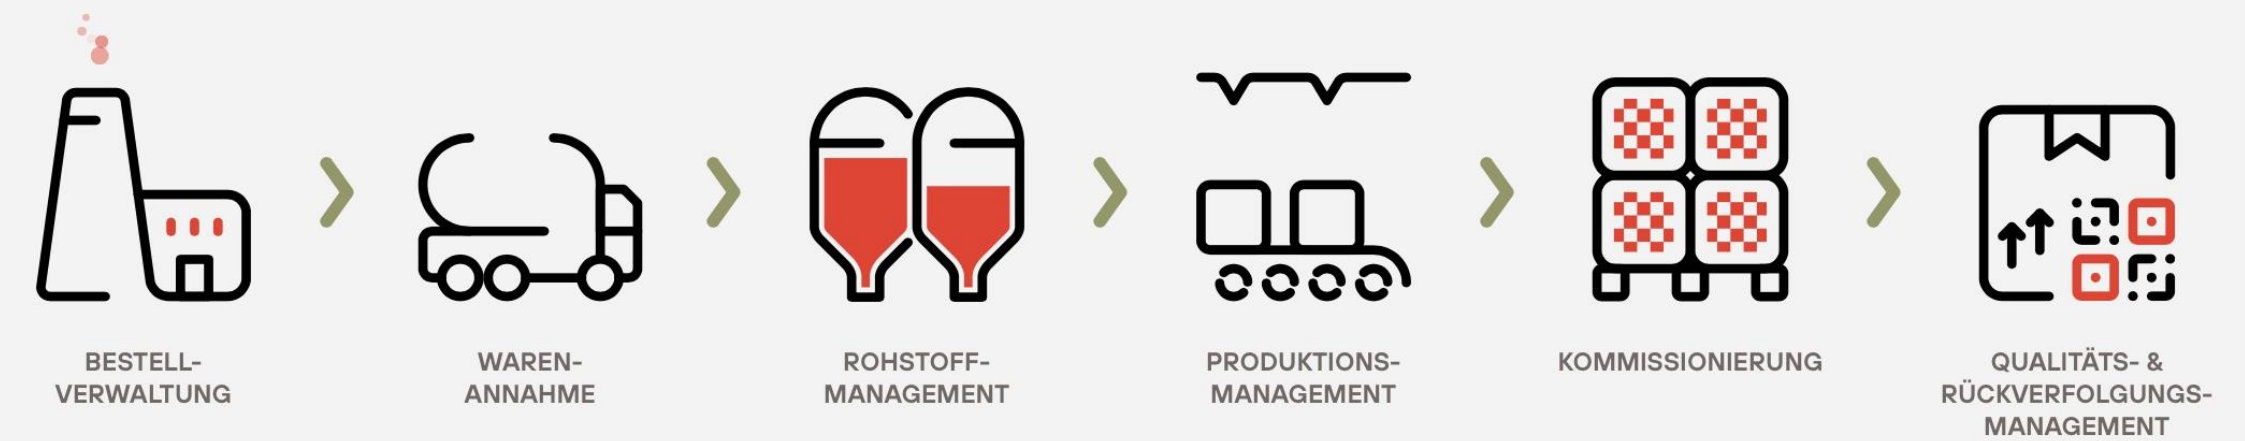 BESTELL-
VERWALTUNG
WAREN-
ANNAHME
ROHSTOFF-
MANAGEMENT
PRODUKTIONS-
MANAGEMENT
KOMMISSIONIERUNG
QUALITÄTS- &
RÜCKVERFOLGUNGS-
MANAGEMENT